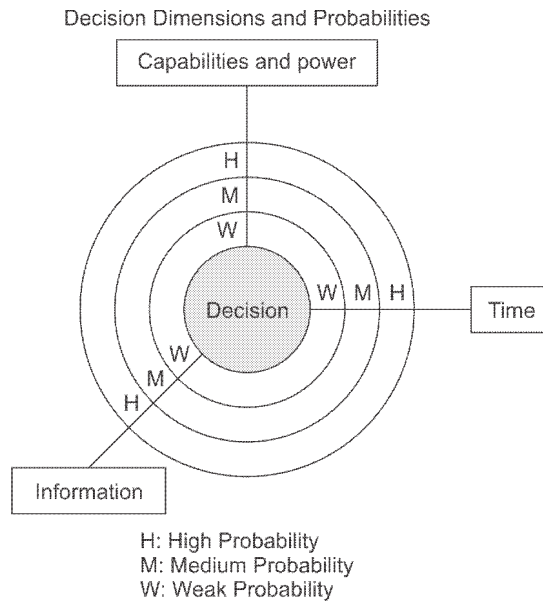 Decision Dimensions and Probabilities
Capabilities and power
H
M
W
Decision
W M H
Time
W
M
H
Information
H: High Probability
M: Medium Probability
W: Weak Probability